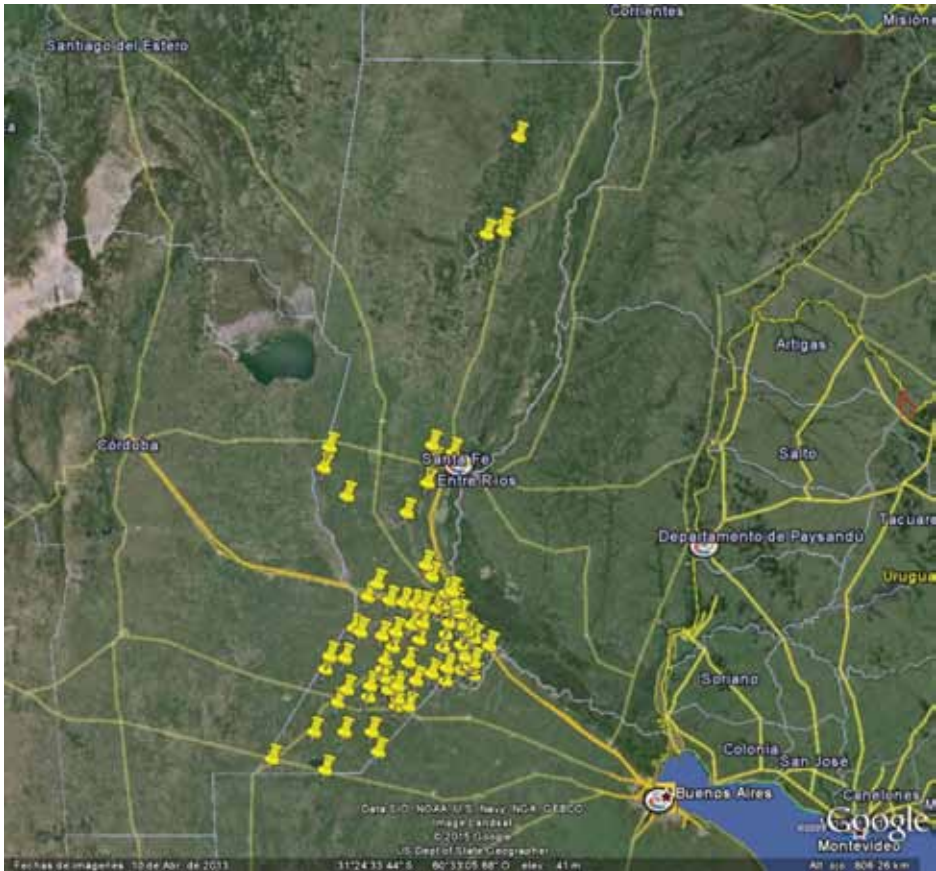 Corrientes
Misione
Santiago del Estero
Artigas
Córdoba
Salto
Santa Fe
Entre Ríos
Tacuare
Departamento de Paysandú
Urugua
Soriano
Colonia
San José
Buenos Aires
Canelones
Data SIO, NOAA, U.S. Navy, NGA, GEBCO
Image Landsat
© 2015 Google
US Dept of State Geographer
Google
Montevideo
Fechas de imágenes: 10 de Abr. de 2013
31°24'33.44" S 60°33'05.68" O elev. 41 m
Alt. ojo 806.26 km